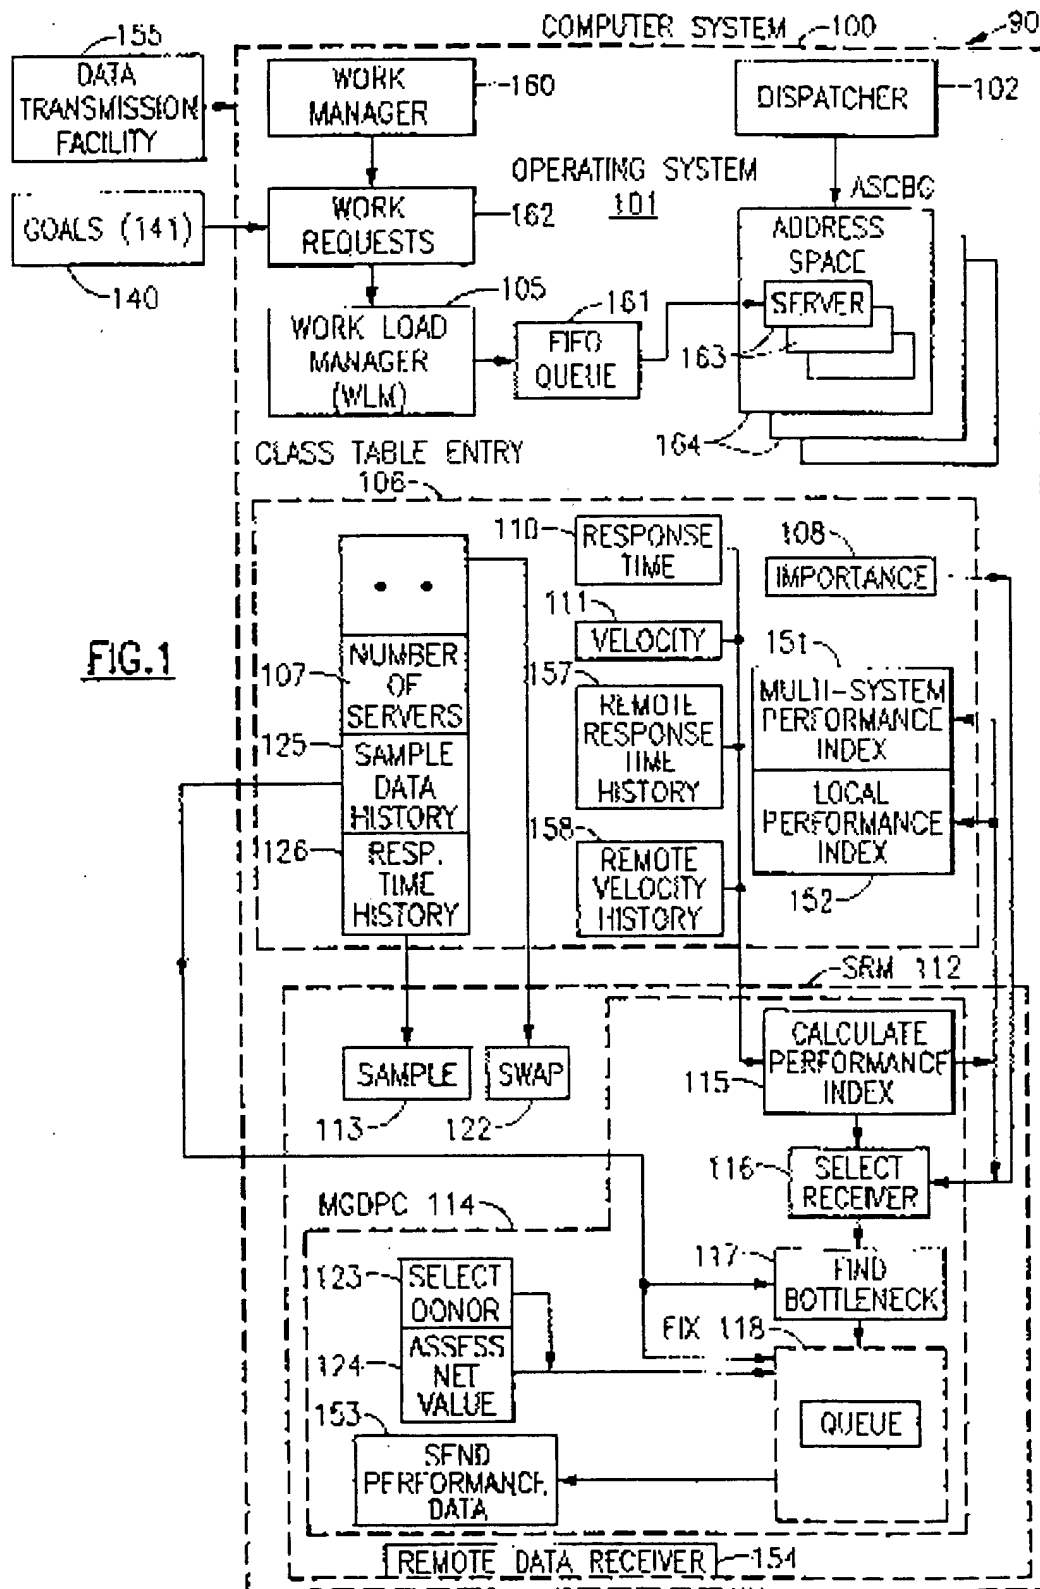 COMPUTER SYSTEM 100
90
155
DATA
TRANSMISSION
FACILITY
WORK
MANAGER
160
DISPATCHER
102
OPERATING SYSTEM
101
GOALS (141)
140
WORK
REQUESTS
162
ASCBG
ADDRESS
SPACE
SERVER
163
164
105
WORK LOAD
MANAGER
(WLM)
161
FIFO
QUEUE
CLASS TABLE ENTRY
106
110
RESPONSE
TIME
108
IMPORTANCE
111
VELOCITY
FIG.1
107
NUMBER
OF
SERVERS
157
REMOTE
RESPONSE
TIME
HISTORY
151
MULTI-SYSTEM
PERFORMANCE
INDEX
125
SAMPLE
DATA
HISTORY
LOCAL
PERFORMANCE
INDEX
152
126
RESP.
TIME
HISTORY
158
REMOTE
VELOCITY
HISTORY
SRM 112
SAMPLE
113
SWAP
122
CALCULATE
PERFORMANCE
INDEX
115
116
SELECT
RECEIVER
MGDPC 114
117
FIND
BOTTLENECK
123
SELECT
DONOR
FIX 118
124
ASSESS
NET
VALUE
QUEUE
153
SEND
PERFORMANCE
DATA
REMOTE DATA RECEIVER
154